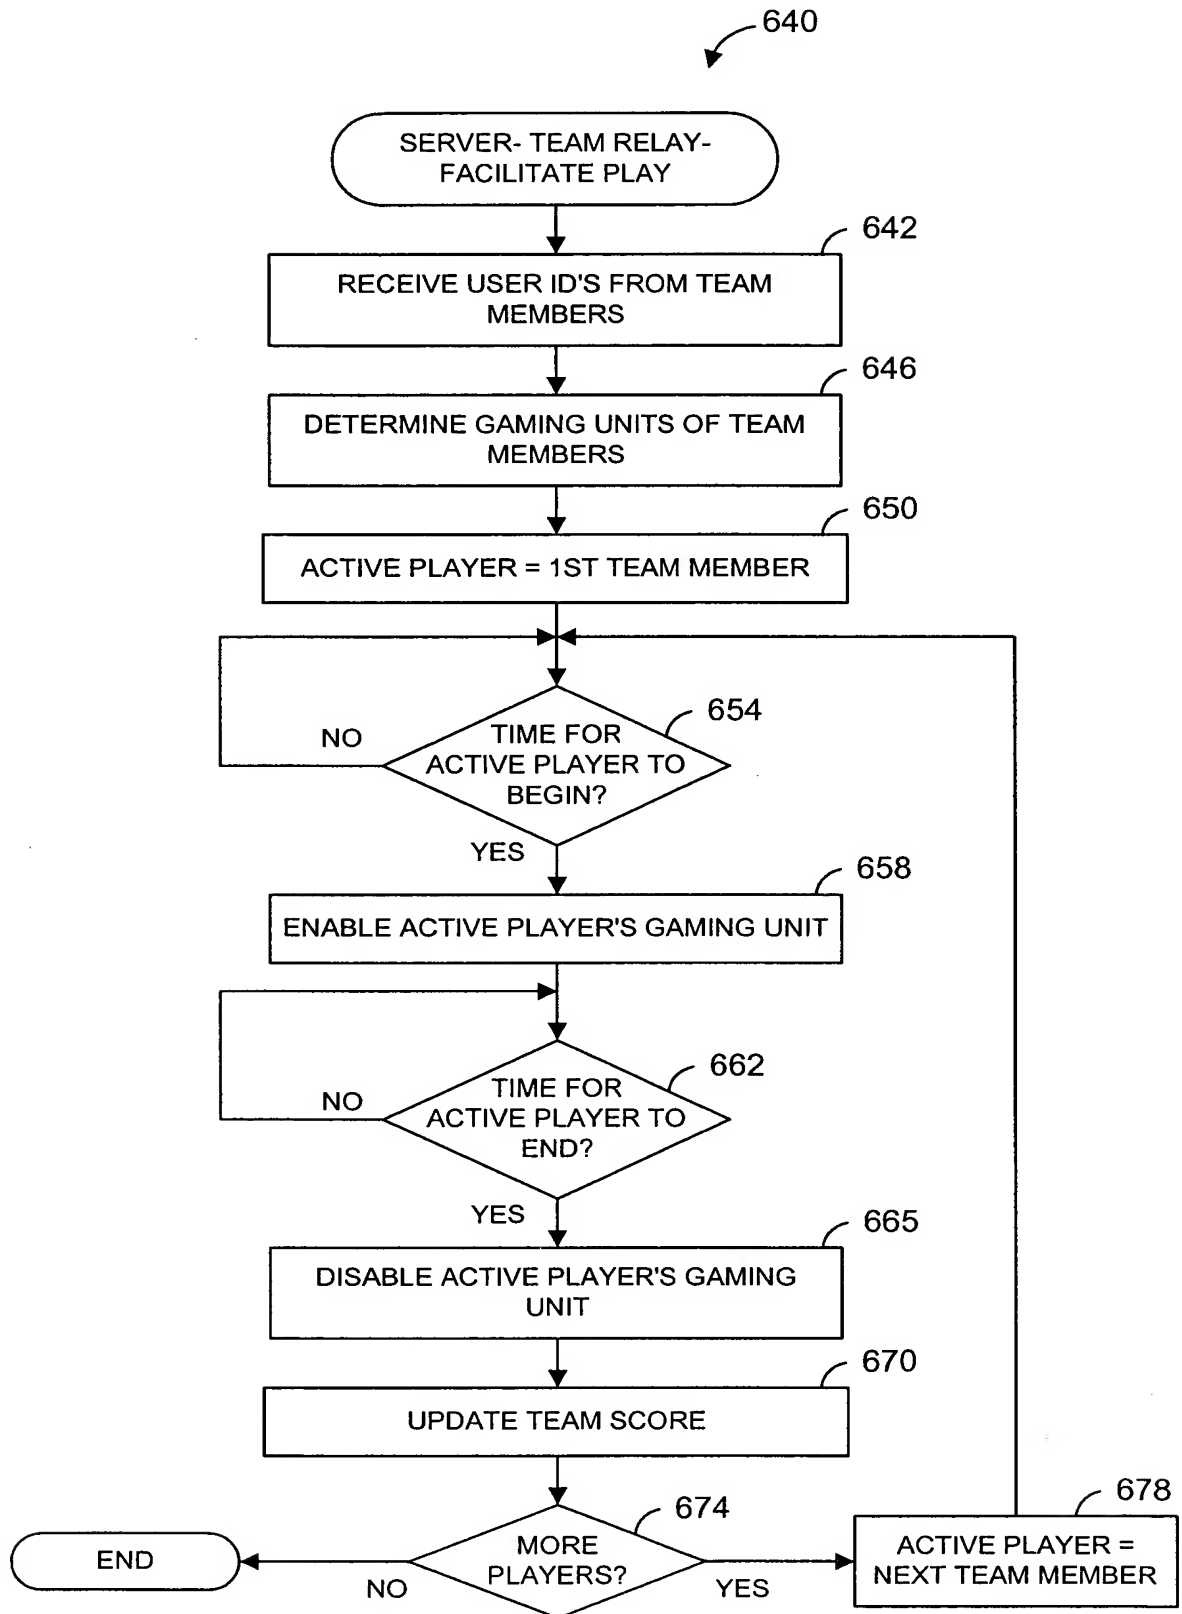 640
SERVER- TEAM RELAY-
FACILITATE PLAY
642
RECEIVE USER ID'S FROM TEAM
MEMBERS
646
DETERMINE GAMING UNITS OF TEAM
MEMBERS
650
ACTIVE PLAYER = 1ST TEAM MEMBER
654
TIME FOR
ACTIVE PLAYER TO
BEGIN?
NO
YES
658
ENABLE ACTIVE PLAYER'S GAMING UNIT
662
TIME FOR
ACTIVE PLAYER TO
END?
NO
YES
665
DISABLE ACTIVE PLAYER'S GAMING
UNIT
670
UPDATE TEAM SCORE
674
MORE
PLAYERS?
NO
END
YES
678
ACTIVE PLAYER =
NEXT TEAM MEMBER